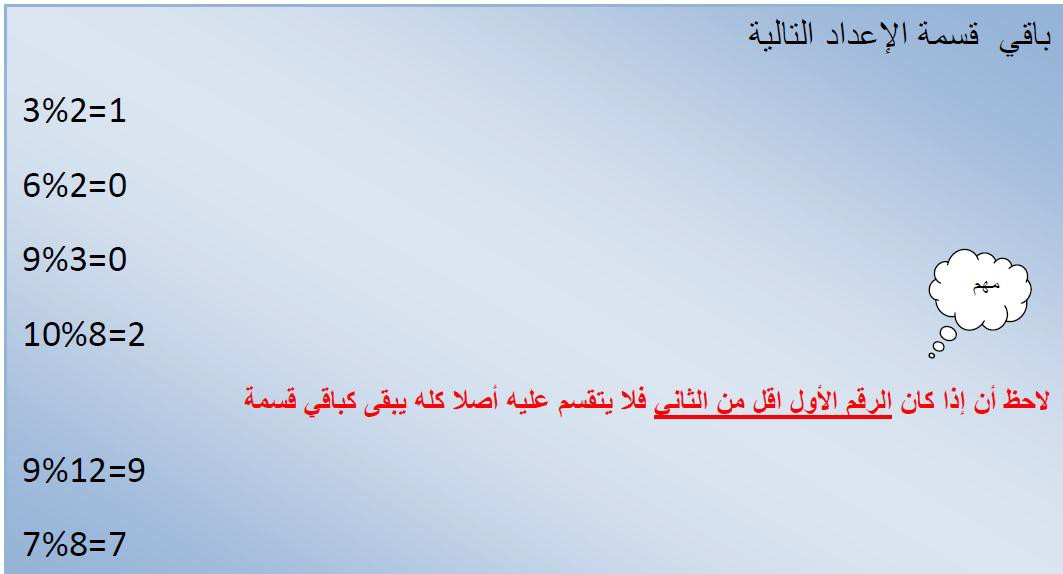 باقي قسمة الإعداد التالية
3%2=1
6%2=0
9%3=0
مهم
10%8=2
لاحظ أن إذا كان الرقم الأول اقل من الثاني فلا يتقسم عليه أصلا كله يبقى كباقي قسمة
9%12=9
7%8=7